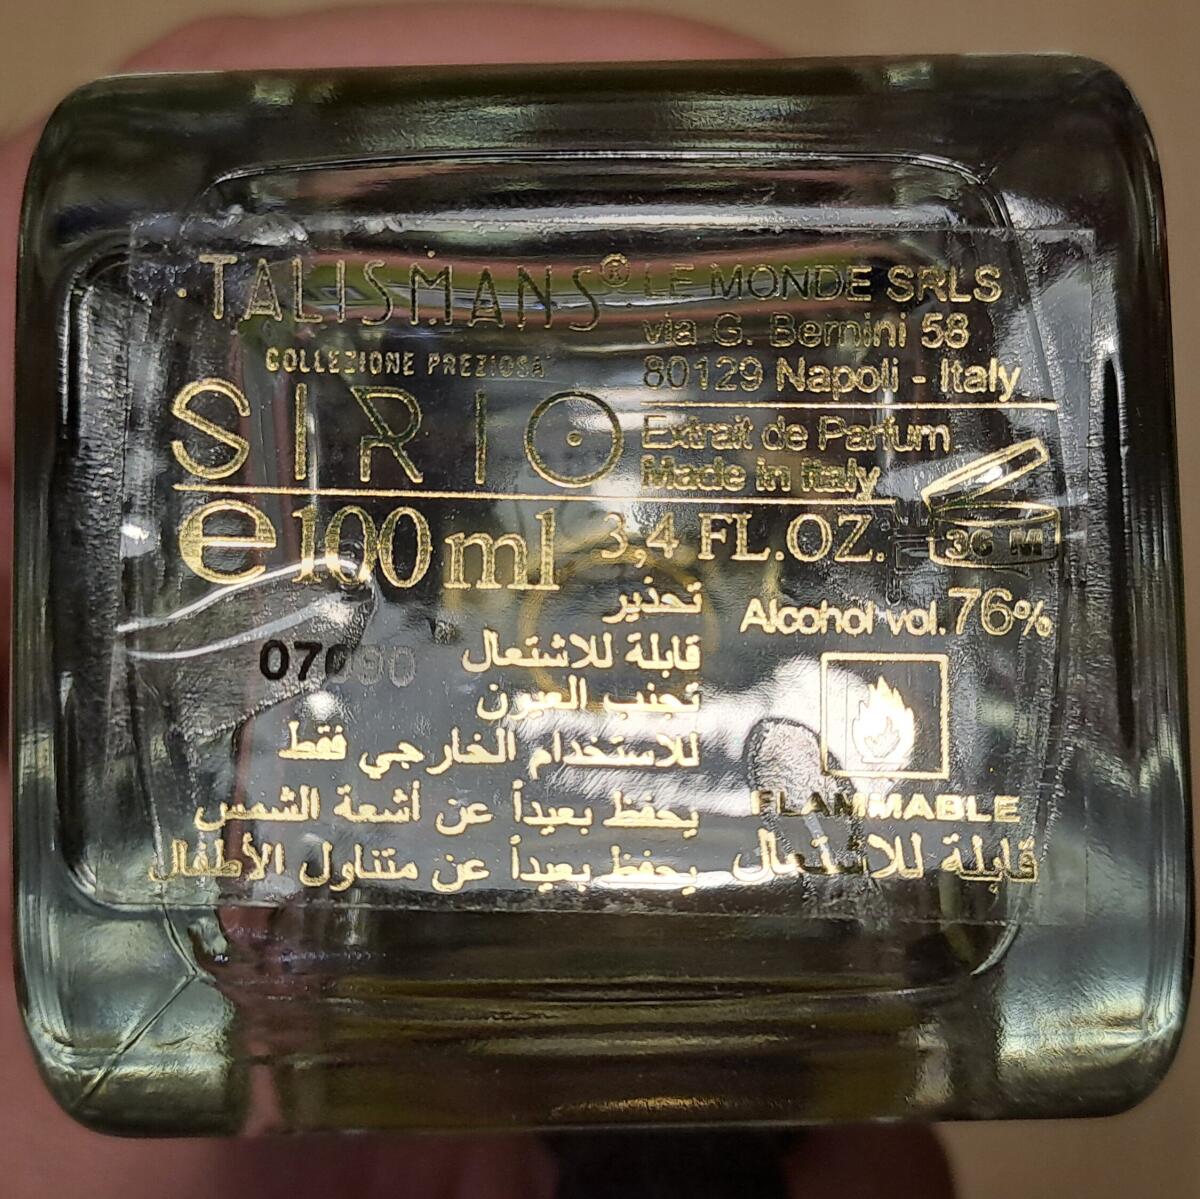 TALISMANS®
COLLEZIONE PREZIOSA
SIRIO
LE MONDE SRLS
via G. Bernini 58
80129 Napoli - Italy
Extrait de Parfum
Made in Italy
e 100 ml 3,4 FL.OZ.
36 M
Alcohol vol.76%
تحذير
قابلة للاشتعال
تجنب العيون
للاستخدام الخارجي فقط
يحفظ بعيداً عن أشعة الشمس
يحفظ بعيداً عن متناول الأطفال
07090
FLAMMABLE
قابلة للاشتعال